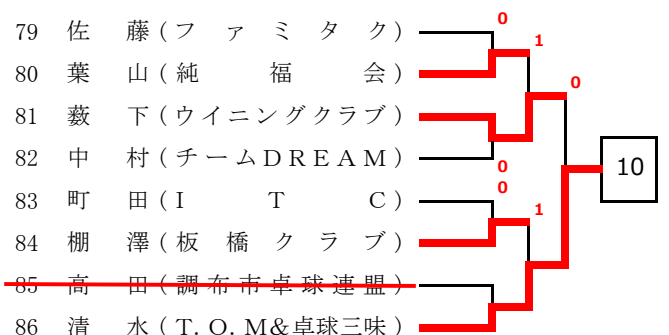 79 佐 藤 ( フ ァ ミ タ ク )
80 葉 山 ( 純 福 会 )
81 薮 下 ( ウイニングクラブ )
82 中 村 ( チームDREAM )
83 町 田 ( I T C )
84 棚 澤 ( 板 橋 ク ラ ブ )
85 高 田 ( 調 布 市 卓 球 連 盟 )
86 清 水 ( T. O. M&卓球三味 )
0
1
0
0
0
1
10